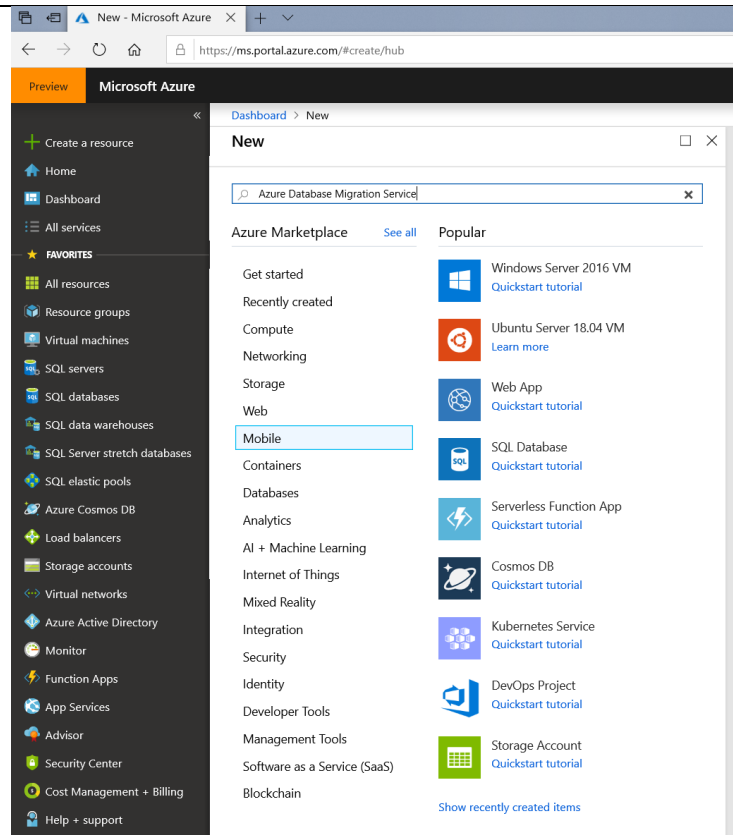 New - Microsoft Azure
https://ms.portal.azure.com/#create/hub
Preview
Microsoft Azure
«
Create a resource
Home
Dashboard
All services
FAVORITES
All resources
Resource groups
Virtual machines
SQL servers
SQL databases
SQL data warehouses
SQL Server stretch databases
SQL elastic pools
Azure Cosmos DB
Load balancers
Storage accounts
Virtual networks
Azure Active Directory
Monitor
Function Apps
App Services
Advisor
Security Center
Cost Management + Billing
Help + support
Dashboard > New
New
Azure Database Migration Service
Azure Marketplace
See all
Get started
Recently created
Compute
Networking
Storage
Web
Mobile
Containers
Databases
Analytics
AI + Machine Learning
Internet of Things
Mixed Reality
Integration
Security
Identity
Developer Tools
Management Tools
Software as a Service (SaaS)
Blockchain
Popular
Windows Server 2016 VM
Quickstart tutorial
Ubuntu Server 18.04 VM
Learn more
Web App
Quickstart tutorial
SQL
SQL Database
Quickstart tutorial
Serverless Function App
Quickstart tutorial
Cosmos DB
Quickstart tutorial
Kubernetes Service
Quickstart tutorial
DevOps Project
Quickstart tutorial
Storage Account
Quickstart tutorial
Show recently created items